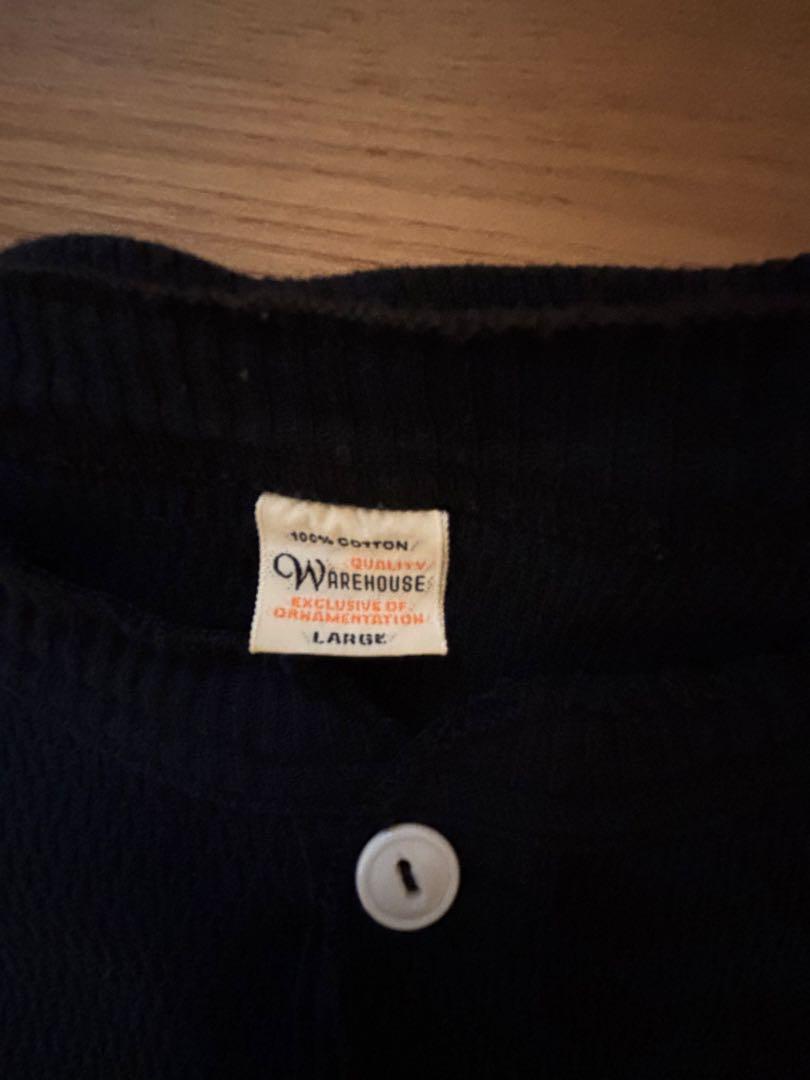 100% COTTON
QUALITY
WAREHOUSE
EXCLUSIVE OF
ORNAMENTATION
LARGE